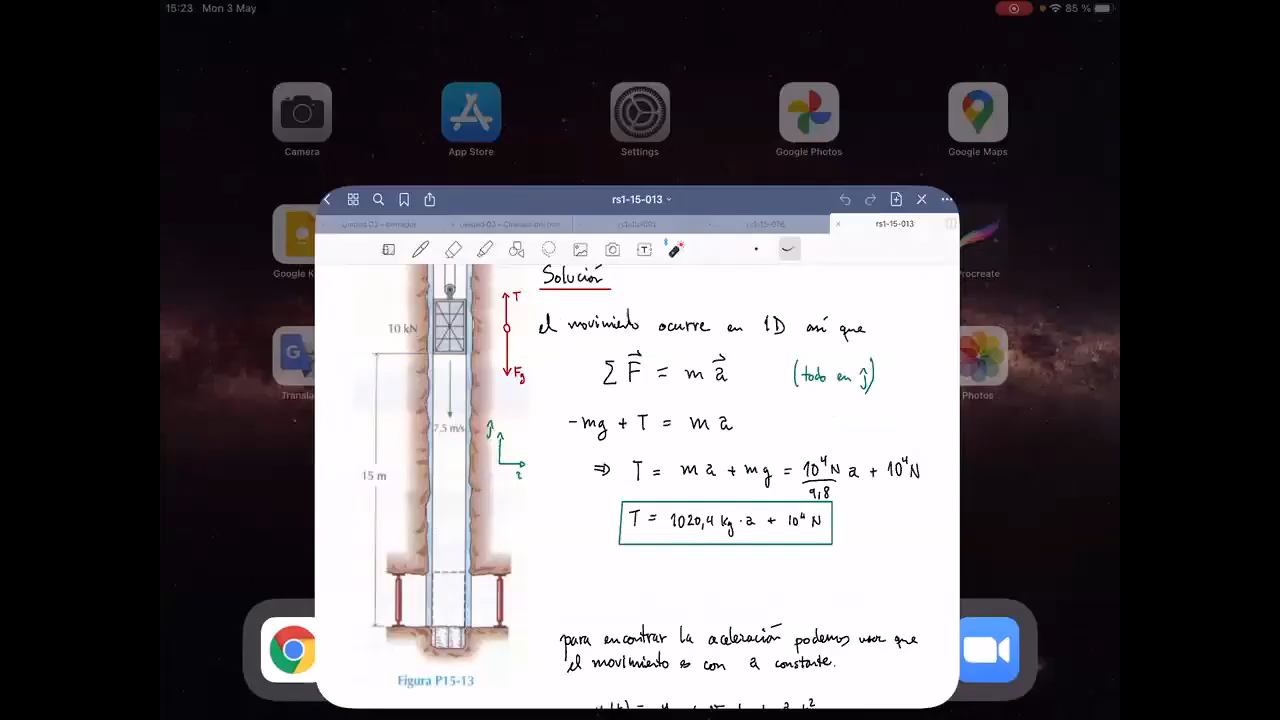 15:23 Mon 3 May
85 %
Camera
App Store
Settings
Google Photos
Google Maps
rs1-15-013
rs1-15-013
Google K
Procreate
Transla
Photos
Solución
10 kN
T
Fg
el movimiento ocurre en 1D así que
∑ F⃗ = m a⃗ (todo en ĵ)
7,5 m/s
ĵ
î
-mg + T = m a
15 m
⇒ T = ma + mg = 10⁴N/9,8 a + 10⁴N
T = 1020,4 kg · a + 10⁴ N
para encontrar la aceleración podemos usar que
el movimiento es con a constante.
Figura P15-13